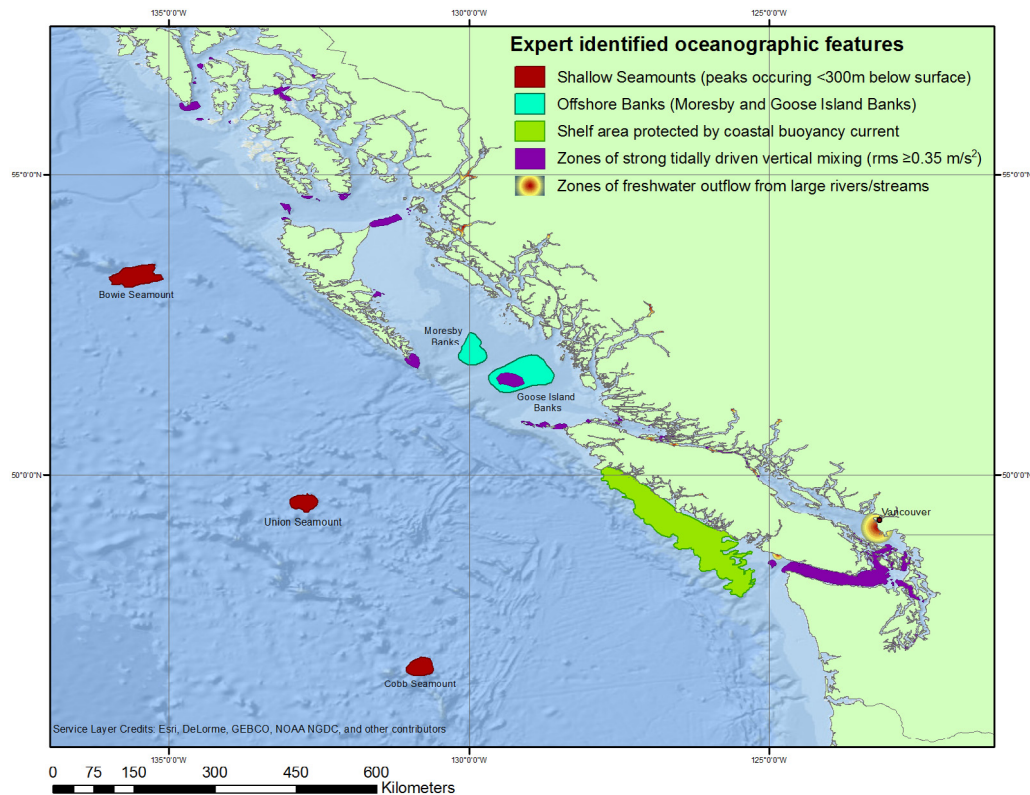 135°0'0"W 130°0'0"W 125°0'0"W
Expert identified oceanographic features
Shallow Seamounts (peaks occuring <300m below surface)
Offshore Banks (Moresby and Goose Island Banks)
Shelf area protected by coastal buoyancy current
Zones of strong tidally driven vertical mixing (rms ≥0.35 m/s²)
Zones of freshwater outflow from large rivers/streams
55°0'0"N 55°0'0"N
Bowie Seamount
Moresby
Banks
Goose Island
Banks
50°0'0"N 50°0'0"N
Vancouver
Union Seamount
Cobb Seamount
Service Layer Credits: Esri, DeLorme, GEBCO, NOAA NGDC, and other contributors
135°0'0"W 130°0'0"W 125°0'0"W
0 75 150 300 450 600
Kilometers